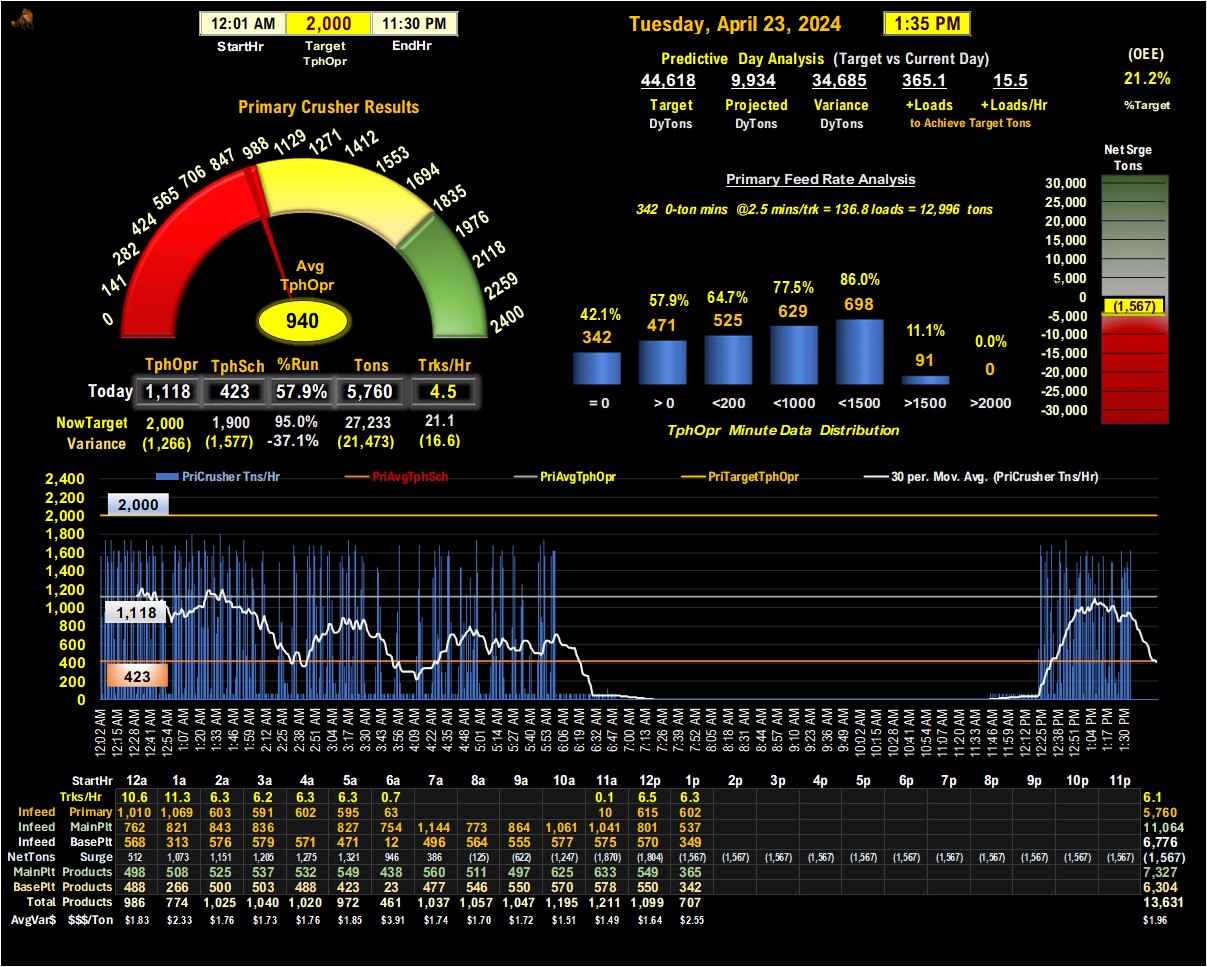 12:01 AM 2,000 11:30 PM
StartHr Target EndHr
TphOpr
Tuesday, April 23, 2024 1:35 PM
Predictive Day Analysis (Target vs Current Day)
44,618 9,934 34,685 365.1 15.5
Target Projected Variance +Loads +Loads/Hr
DyTons DyTons DyTons to Achieve Target Tons
(OEE)
21.2%
%Target
Primary Crusher Results
0 141 282 424 565 706 847 988 1129 1271 1412 1553 1694 1835 1976 2118 2259 2400
Avg
TphOpr
940
TphOpr TphSch %Run Tons Trks/Hr
Today 1,118 423 57.9% 5,760 4.5
NowTarget 2,000 1,900 95.0% 27,233 21.1
Variance (1,266) (1,577) -37.1% (21,473) (16.6)
Primary Feed Rate Analysis
342 0-ton mins @2.5 mins/trk = 136.8 loads = 12,996 tons
42.1% 57.9% 64.7% 77.5% 86.0% 11.1% 0.0%
342 471 525 629 698 91 0
= 0 > 0 <200 <1000 <1500 >1500 >2000
TphOpr Minute Data Distribution
Net Srge
Tons
30,000
25,000
20,000
15,000
10,000
5,000
0
(1,567)
-5,000
-10,000
-15,000
-20,000
-25,000
-30,000
PriCrusher Tns/Hr PriAvgTphSch PriAvgTphOpr PriTargetTphOpr 30 per. Mov. Avg. (PriCrusher Tns/Hr)
2,400
2,200
2,000
1,800
1,600
1,400
1,200
1,000
800
600
400
200
0
2,000
1,118
423
12:02 AM 12:15 AM 12:28 AM 12:41 AM 12:54 AM 1:07 AM 1:20 AM 1:33 AM 1:46 AM 1:59 AM 2:12 AM 2:25 AM 2:38 AM 2:51 AM 3:04 AM 3:17 AM 3:30 AM 3:43 AM 3:56 AM 4:09 AM 4:22 AM 4:35 AM 4:48 AM 5:01 AM 5:14 AM 5:27 AM 5:40 AM 5:53 AM 6:06 AM 6:19 AM 6:32 AM 6:47 AM 7:00 AM 7:13 AM 7:26 AM 7:39 AM 7:52 AM 8:05 AM 8:18 AM 8:31 AM 8:44 AM 8:57 AM 9:10 AM 9:23 AM 9:36 AM 9:49 AM 10:02 AM 10:15 AM 10:28 AM 10:41 AM 10:54 AM 11:07 AM 11:20 AM 11:33 AM 11:46 AM 11:59 AM 12:12 PM 12:25 PM 12:38 PM 12:51 PM 1:04 PM 1:17 PM 1:30 PM
StartHr 12a 1a 2a 3a 4a 5a 6a 7a 8a 9a 10a 11a 12p 1p 2p 3p 4p 5p 6p 7p 8p 9p 10p 11p
Trks/Hr 10.6 11.3 6.3 6.2 6.3 6.3 0.7 0.1 6.5 6.3 6.1
Infeed Primary 1,010 1,069 603 591 602 595 63 10 615 602 5,760
Infeed MainPlt 762 821 843 836 827 754 1,144 773 864 1,061 1,041 801 537 11,064
Infeed BasePlt 568 313 576 579 571 471 12 496 564 555 577 575 570 349 6,776
NetTons Surge 512 1,073 1,151 1,205 1,275 1,321 946 386 (125) (622) (1,247) (1,870) (1,804) (1,567) (1,567) (1,567) (1,567) (1,567) (1,567) (1,567) (1,567) (1,567) (1,567) (1,567) (1,567)
MainPlt Products 498 508 525 537 532 549 438 560 511 497 625 633 549 365 7,327
BasePlt Products 488 266 500 503 488 423 23 477 546 550 570 578 550 342 6,304
Total Products 986 774 1,025 1,040 1,020 972 461 1,037 1,057 1,047 1,195 1,211 1,099 707 13,631
AvgVar$ $$$/Ton $1.83 $2.33 $1.76 $1.73 $1.76 $1.85 $3.91 $1.74 $1.70 $1.72 $1.51 $1.49 $1.64 $2.55 $1.96